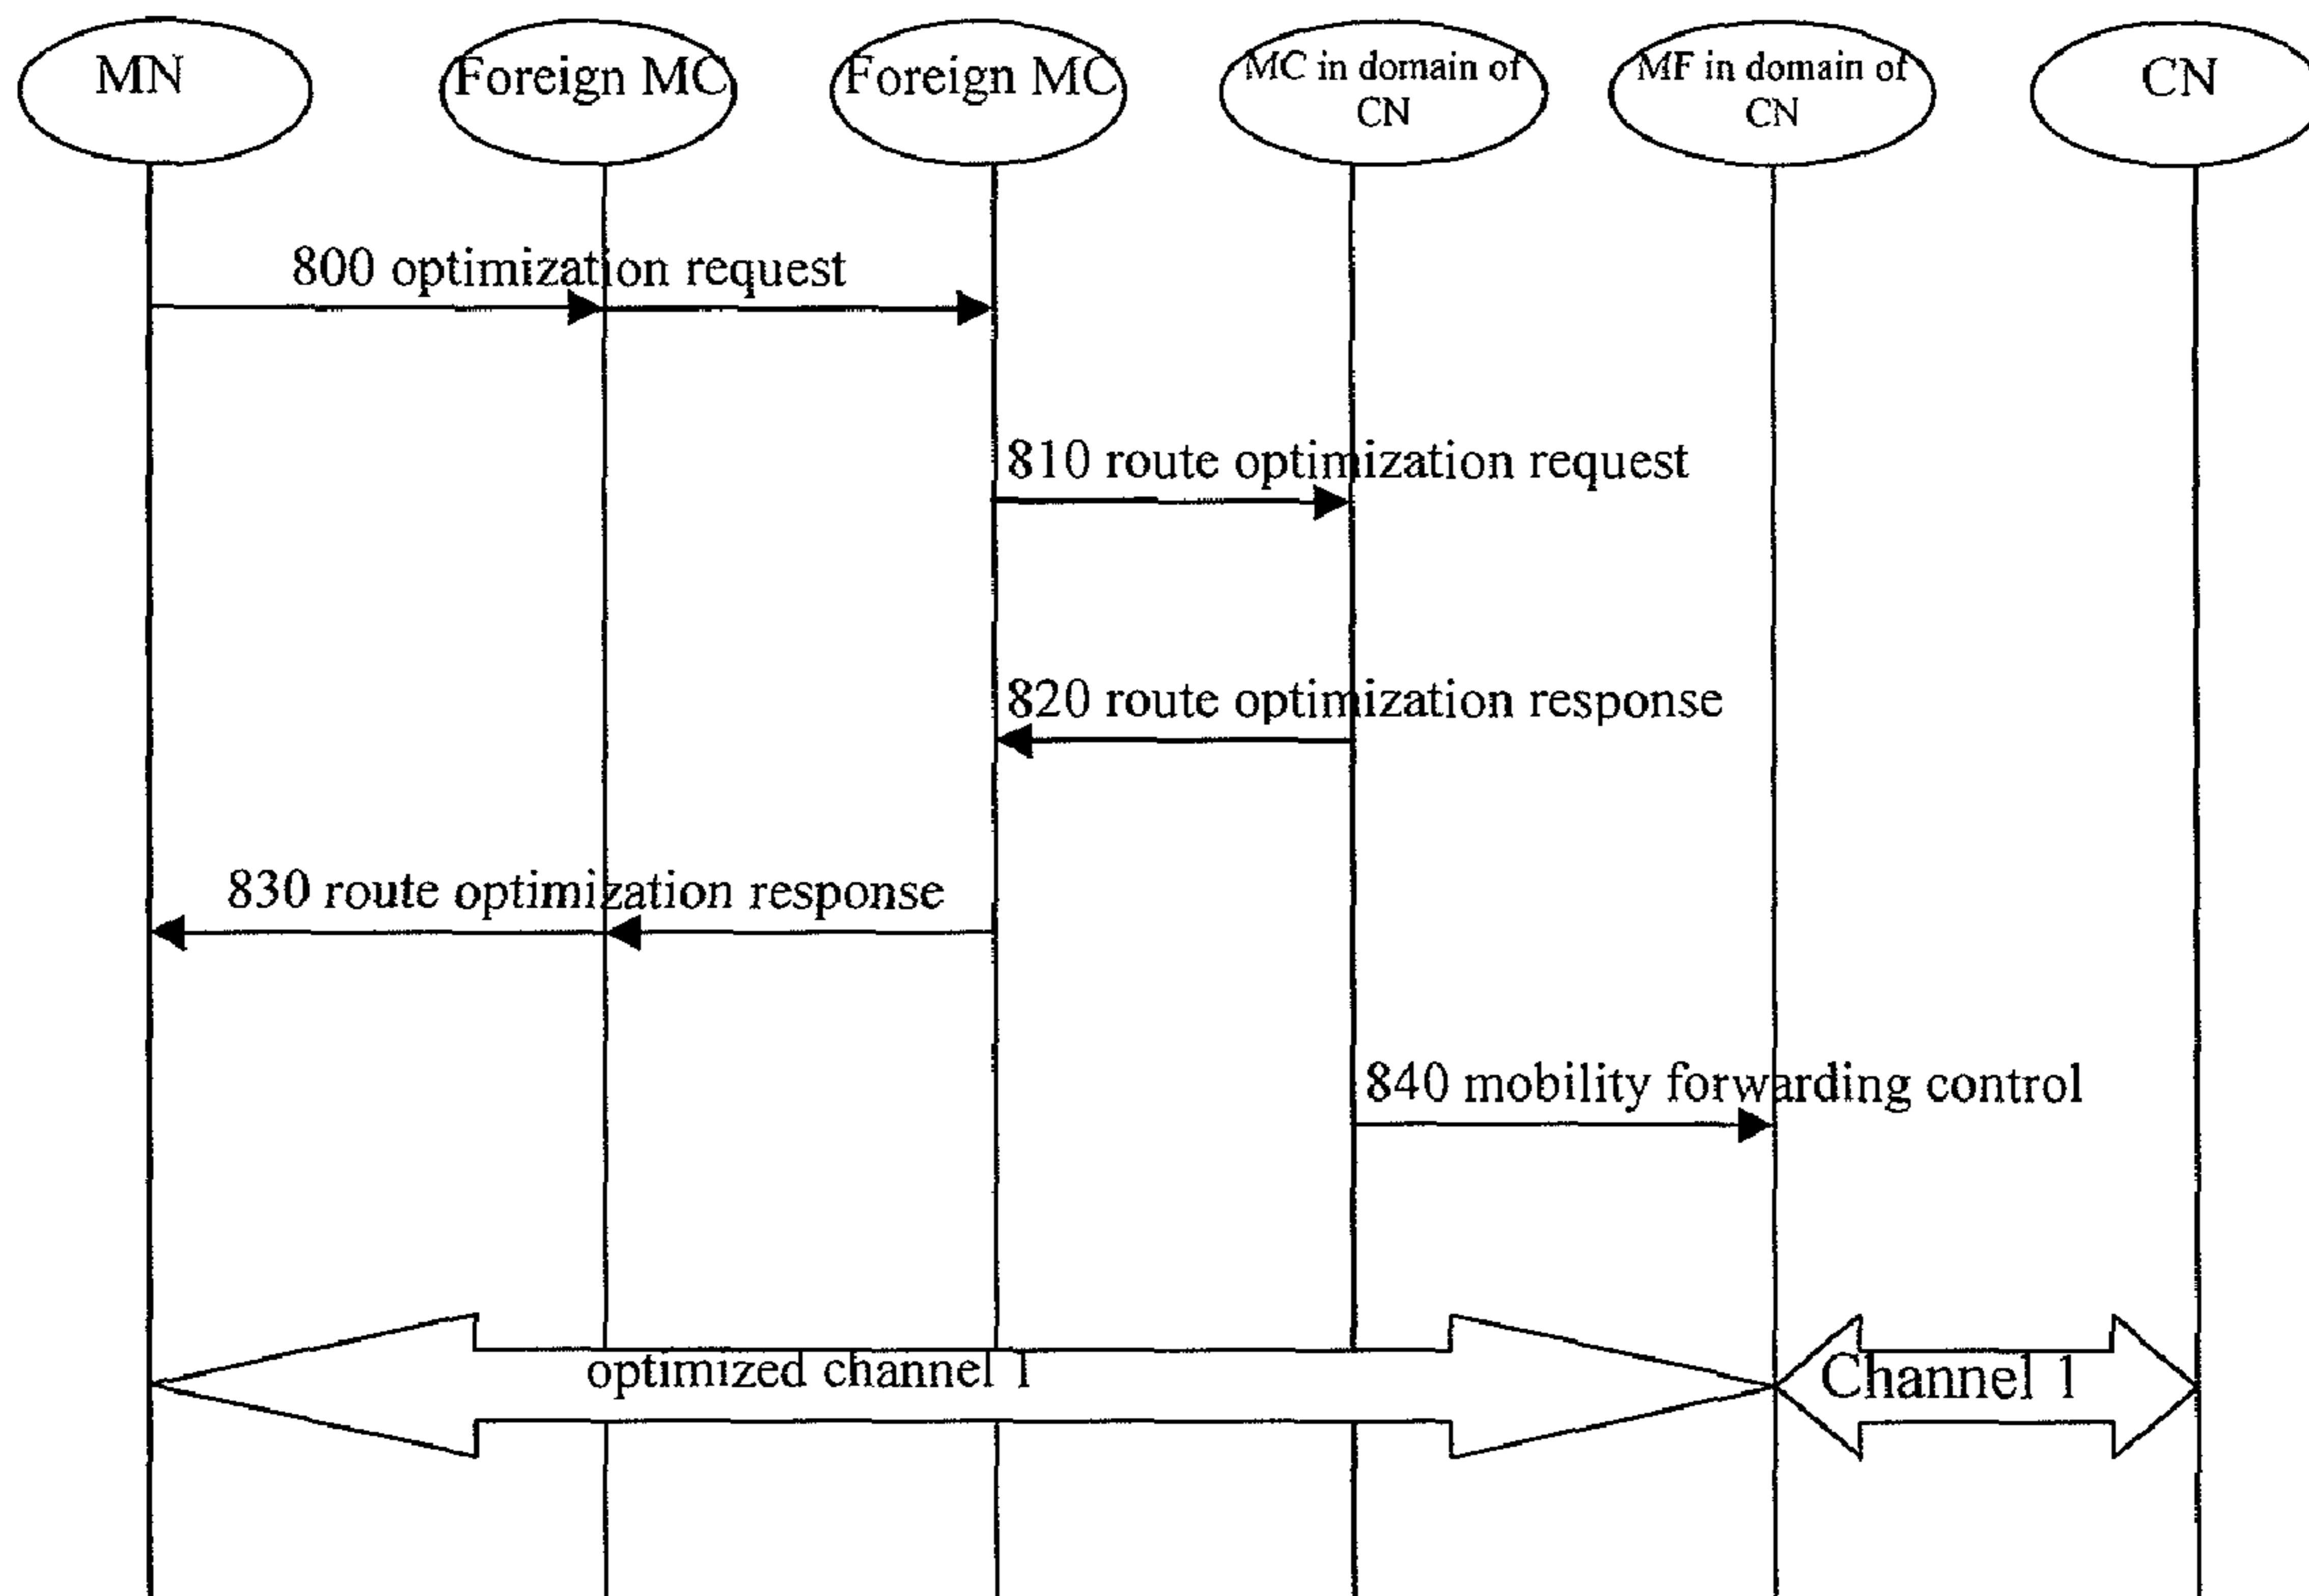 MN
Foreign MC
Foreign MC
MC in domain of
CN
MF in domain of
CN
CN
800 optimization request
810 route optimization request
820 route optimization response
830 route optimization response
840 mobility forwarding control
optimized channel 1
Channel 1